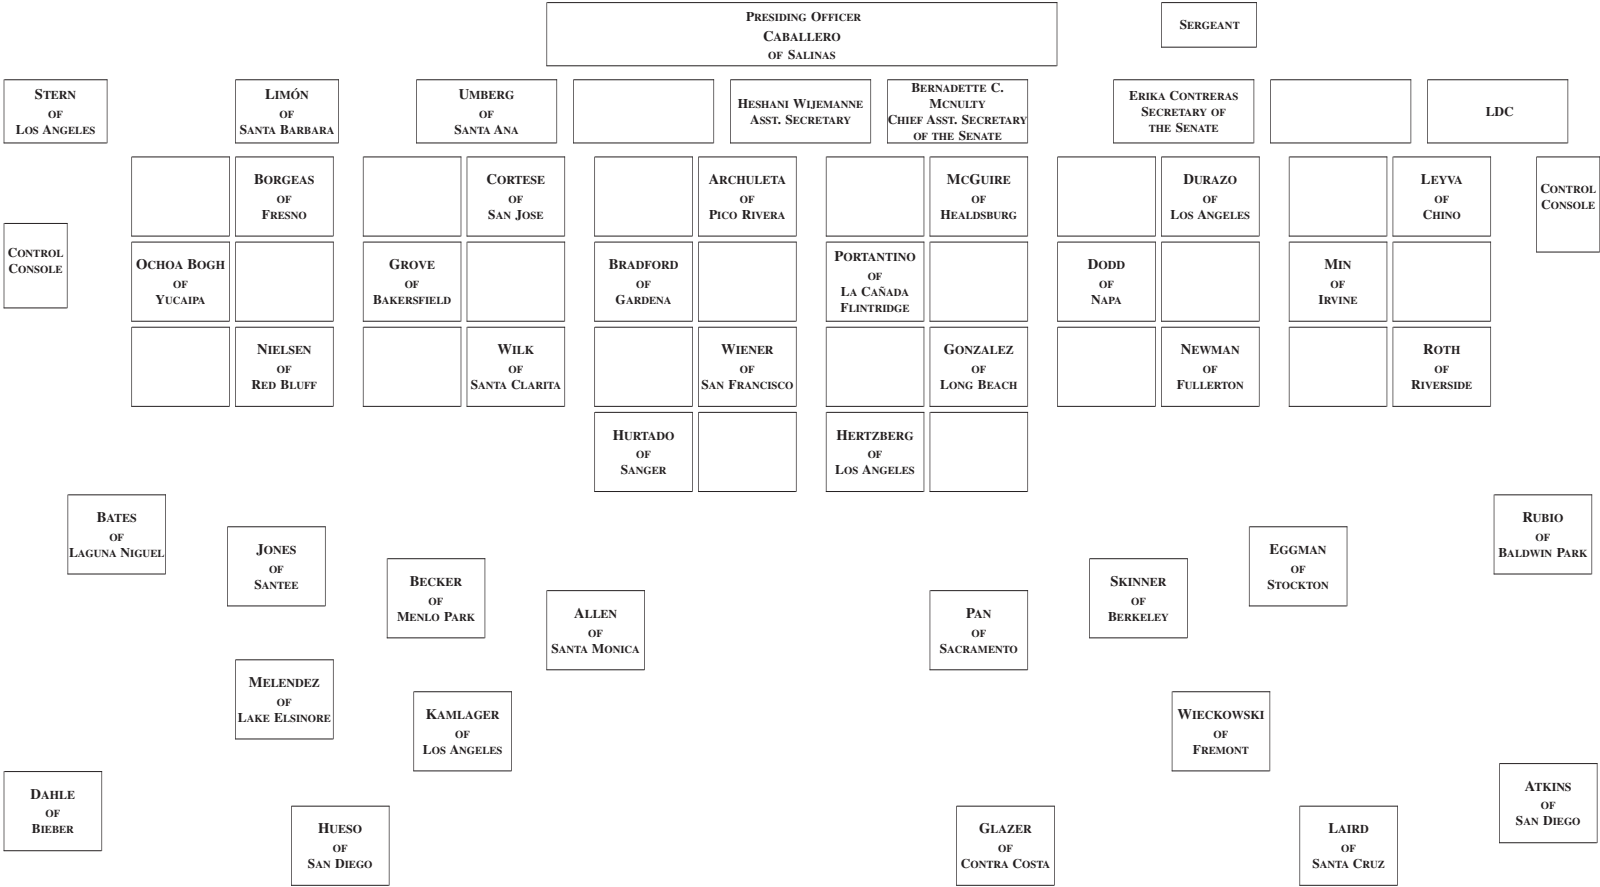 Presiding Officer
Caballero
of Salinas
Sergeant
Stern
of
Los Angeles
Limón
of
Santa Barbara
Umberg
of
Santa Ana
Heshani Wijemanne
Asst. Secretary
Bernadette C.
Mcnulty
Chief Asst. Secretary
of the Senate
Erika Contreras
Secretary of
the Senate
LDC
Borgeas
of
Fresno
Cortese
of
San Jose
Archuleta
of
Pico Rivera
McGuire
of
Healdsburg
Durazo
of
Los Angeles
Leyva
of
Chino
Control
Console
Control
Console
Ochoa Bogh
of
Yucaipa
Grove
of
Bakersfield
Bradford
of
Gardena
Portantino
of
La Cañada
Flintridge
Dodd
of
Napa
Min
of
Irvine
Nielsen
of
Red Bluff
Wilk
of
Santa Clarita
Wiener
of
San Francisco
Gonzalez
of
Long Beach
Newman
of
Fullerton
Roth
of
Riverside
Hurtado
of
Sanger
Hertzberg
of
Los Angeles
Bates
of
Laguna Niguel
Jones
of
Santee
Becker
of
Menlo Park
Allen
of
Santa Monica
Pan
of
Sacramento
Skinner
of
Berkeley
Eggman
of
Stockton
Rubio
of
Baldwin Park
Melendez
of
Lake Elsinore
Kamlager
of
Los Angeles
Wieckowski
of
Fremont
Dahle
of
Bieber
Hueso
of
San Diego
Glazer
of
Contra Costa
Laird
of
Santa Cruz
Atkins
of
San Diego